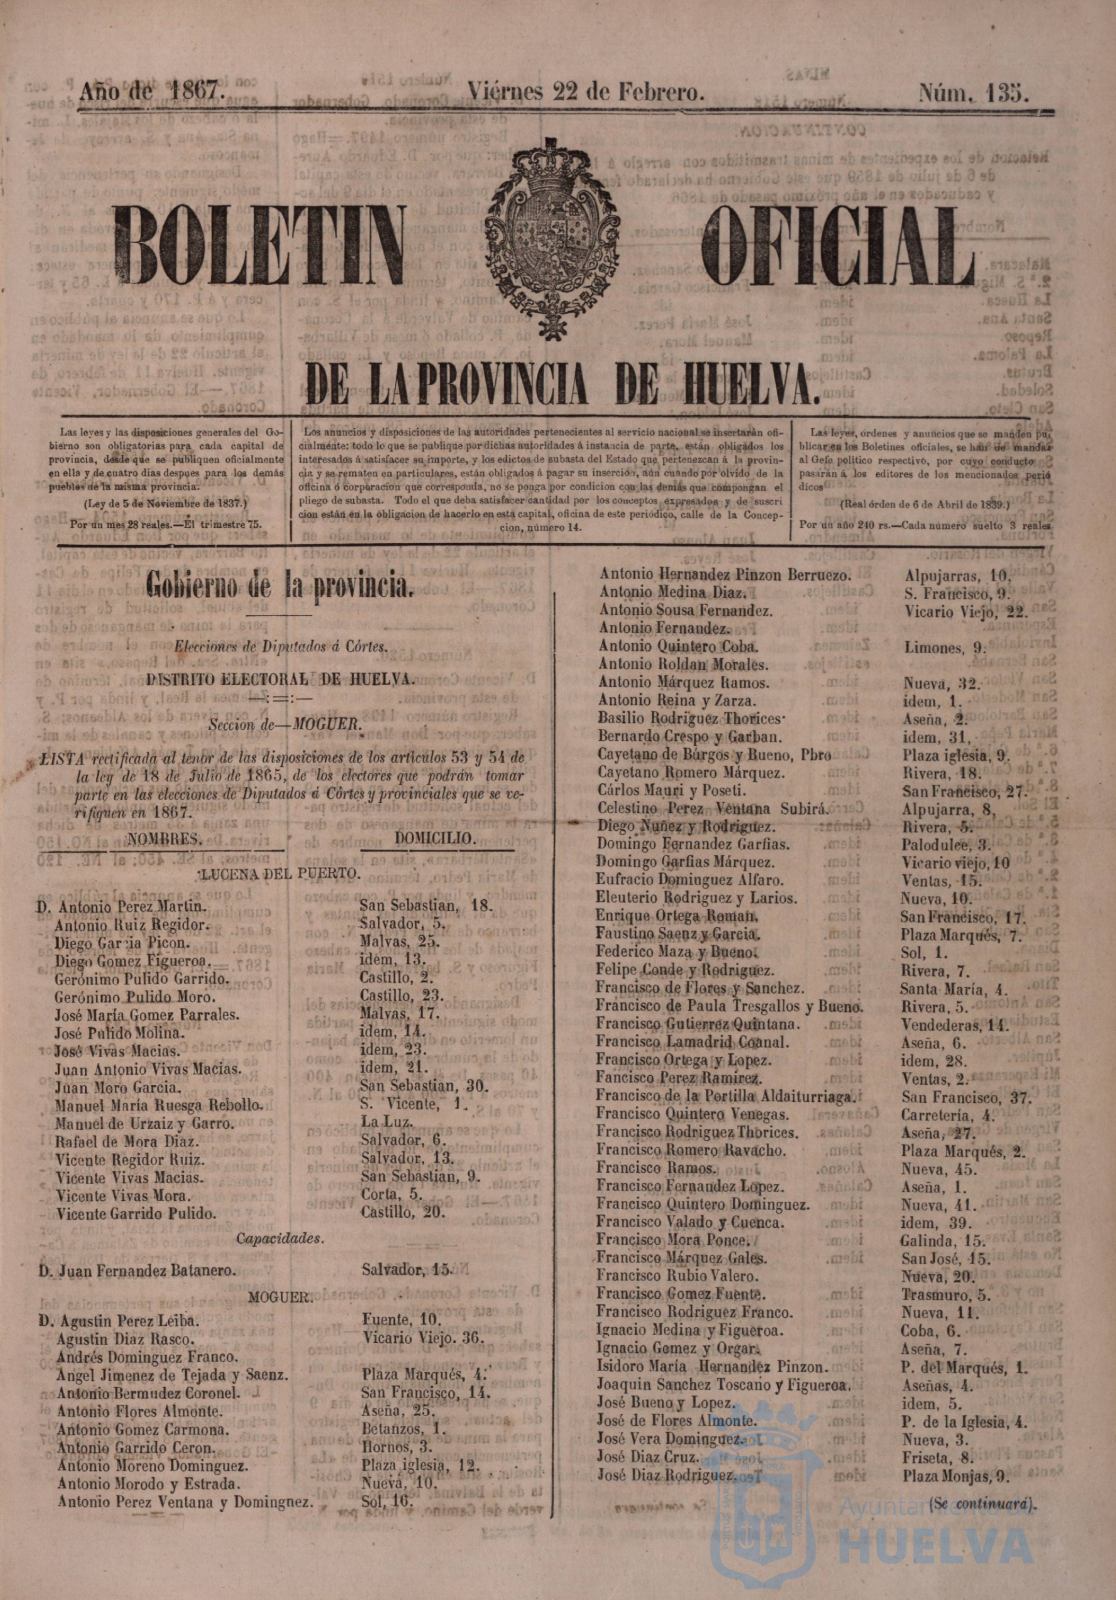 Año de 1867.
Viérnes 22 de Febrero.
Núm. 135.
BOLETIN OFICIAL
DE LA PROVINCIA DE HUELVA.
Las leyes y las disposiciones generales del Go-
bierno son obligatorias para cada capital de
provincia, desde que se publiquen oficialmente
en ella y de cuatro dias despues para los demás
pueblos de la misma provincia.
(Ley de 5 de Noviembre de 1837.)
Por un mes 28 reales.—El trimestre 75.
Los anuncios y disposiciones de las autoridades pertenecientes al servicio nacional se insertarán ofi-
cialmente: todo lo que se publique por dichas autoridades á instancia de parte, están obligados los
interesados á satisfacer su importe, y los edictos de subasta del Estado que pertenezcan á la provin-
cia y se rematen en particulares, están obligados á pagar su insercion, aún cuando por olvido de la
oficina ó corporacion que corresponda, no se ponga por condicion con las demás que compongan el
pliego de subasta. Todo el que deba satisfacer cantidad por los conceptos expresados y de suscri
cion están en la obligacion de hacerlo en esta capital, oficina de este periódico, calle de la Concep-
cion, número 14.
Las leyes, órdenes y anuncios que se manden pu-
blicar en los Boletines oficiales, se han de mandar
al Gefe político respectivo, por cuyo conducto
pasarán á los editores de los mencionados perió
dicos
(Real órden de 6 de Abril de 1839.)
Por un año 240 rs.—Cada número suelto 3 reales
Gobierno de la provincia.
Elecciones de Diputados á Córtes.
DISTRITO ELECTORAL DE HUELVA.
Seccion de—MOGUER.
LISTA rectificada al tenor de las disposiciones de los artículos 53 y 54 de
la ley de 18 de Julio de 1865, de los electores que podrán tomar
parte en las elecciones de Diputados á Córtes y provinciales que se ve-
rifiquen en 1867.
NOMBRES. DOMICILIO.
LUCENA DEL PUERTO.
D. Antonio Perez Martin. San Sebastian, 18.
Antonio Ruiz Regidor. Salvador, 5.
Diego Garcia Picon. Malvas, 25.
Diego Gomez Figueroa. idem, 13.
Gerónimo Pulido Garrido. Castillo, 2.
Gerónimo Pulido Moro. Castillo, 23.
José María Gomez Parrales. Malvas, 17.
José Pulido Molina. idem, 14.
José Vivas Macias. idem, 23.
Juan Antonio Vivas Macías. idem, 21.
Juan Moro Garcia. San Sebastian, 30.
Manuel María Ruesga Rebollo. S. Vicente, 1.
Manuel de Urzaiz y Garro. La Luz.
Rafael de Mora Diaz. Salvador, 6.
Vicente Regidor Ruiz. Salvador, 13.
Vicente Vivas Macias. San Sebastian, 9.
Vicente Vivas Mora. Corta, 5.
Vicente Garrido Pulido. Castillo, 20.
Capacidades.
D. Juan Fernandez Batanero. Salvador, 15.
MOGUER.
D. Agustin Perez Leiba. Fuente, 10.
Agustin Diaz Rasco. Vicario Viejo. 36.
Andrés Dominguez Franco.
Angel Jimenez de Tejada y Saenz. Plaza Marqués, 4.
Antonio Bermudez Coronel. San Francisco, 14.
Antonio Flores Almonte. Aseña, 25.
Antonio Gomez Carmona. Betanzos, 1.
Antonio Garrido Ceron. Hornos, 3.
Antonio Moreno Dominguez. Plaza iglesia, 12.
Antonio Morodo y Estrada. Nueva, 10.
Antonio Perez Ventana y Domingnez. Sol, 16.
Antonio Hernandez Pinzon Berruezo. Alpujarras, 10.
Antonio Medina Diaz. S. Francisco, 9.
Antonio Sousa Fernandez. Vicario Viejo, 22.
Antonio Fernandez.
Antonio Quintero Coba. Limones, 9.
Antonio Roldan Morales.
Antonio Márquez Ramos. Nueva, 32.
Antonio Reina y Zarza. idem, 1.
Basilio Rodriguez Thorices Aseña, 2.
Bernardo Crespo y Garban. idem, 31.
Cayetano de Búrgos y Bueno, Pbro Plaza iglesia, 9.
Cayetano Romero Márquez. Rivera, 18.
Cárlos Mauri y Poseti. San Francisco, 27.
Celestino Perez Ventana Subirá. Alpujarra, 8,
Diego Nuñez y Rodriguez. Rivera, 5.
Domingo Fernandez Garfias. Palodulce, 3.
Domingo Garfias Márquez. Vicario viejo, 10
Eufracio Dominguez Alfaro. Ventas, 15.
Eleuterio Rodriguez y Larios. Nueva, 10.
Enrique Ortega Roman. San Francisco, 17.
Faustino Saenz y Garcia. Plaza Marqués, 7.
Federico Maza y Bueno. Sol, 1.
Felipe Conde y Rodriguez. Rivera, 7.
Francisco de Flores y Sanchez. Santa María, 4.
Francisco de Paula Tresgallos y Bueno. Rivera, 5.
Francisco Gutierrez Quintana. Vendederas, 14.
Francisco Lamadrid Coanal. Aseña, 6.
Francisco Ortega y Lopez. idem, 28.
Fancisco Perez Ramirez. Ventas, 2.
Francisco de la Portilla Aldaiturriaga. San Francisco, 37.
Francisco Quintero Venegas. Carretería, 4.
Francisco Rodriguez Thorices. Aseña, 27.
Francisco Romero Ravacho. Plaza Marqués, 2.
Francisco Ramos. Nueva, 45.
Francisco Fernandez Lopez. Aseña, 1.
Francisco Quintero Dominguez. Nueva, 41.
Francisco Valado y Cuenca. idem, 39.
Francisco Mora Ponce. Galinda, 15.
Francisco Márquez Gales. San José, 15.
Francisco Rubio Valero. Nueva, 20.
Francisco Gomez Fuente. Trasmuro, 5.
Francisco Rodriguez Franco. Nueva, 11.
Ignacio Medina y Figueroa. Coba, 6.
Ignacio Gomez y Orgar. Aseña, 7.
Isidoro María Hernandez Pinzon. P. del Marqués, 1.
Joaquin Sanchez Toscano y Figueroa. Aseñas, 4.
José Bueno y Lopez. idem, 5.
José de Flores Almonte. P. de la Iglesia, 4.
José Vera Dominguez. Nueva, 3.
José Diaz Cruz. Friseta, 8.
José Diaz Rodriguez. Plaza Monjas, 9.
(Se continuará).
Ayuntamiento de
HUELVA